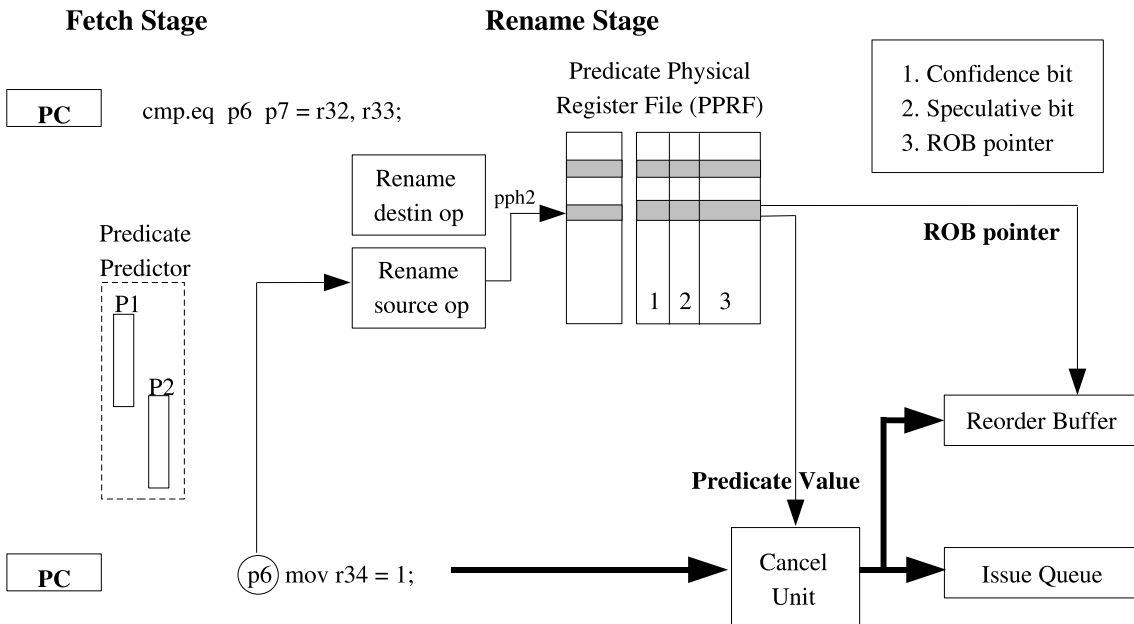 Fetch Stage
Rename Stage
Predicate Physical
Register File (PPRF)
1. Confidence bit
2. Speculative bit
3. ROB pointer
PC
cmp.eq p6 p7 = r32, r33;
Rename
destin op
pph2
Predicate
Predictor
ROB pointer
Rename
source op
P1
1 2 3
P2
Reorder Buffer
Predicate Value
PC
p6 mov r34 = 1;
Cancel
Unit
Issue Queue